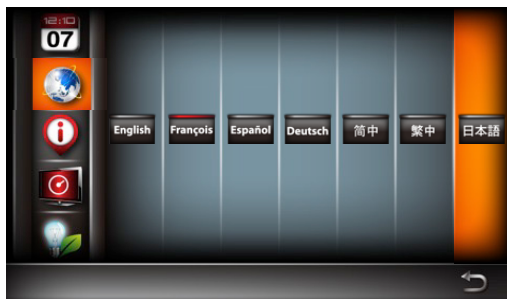 12:10
07
English
François
Español
Deutsch
简中
繁中
日本語